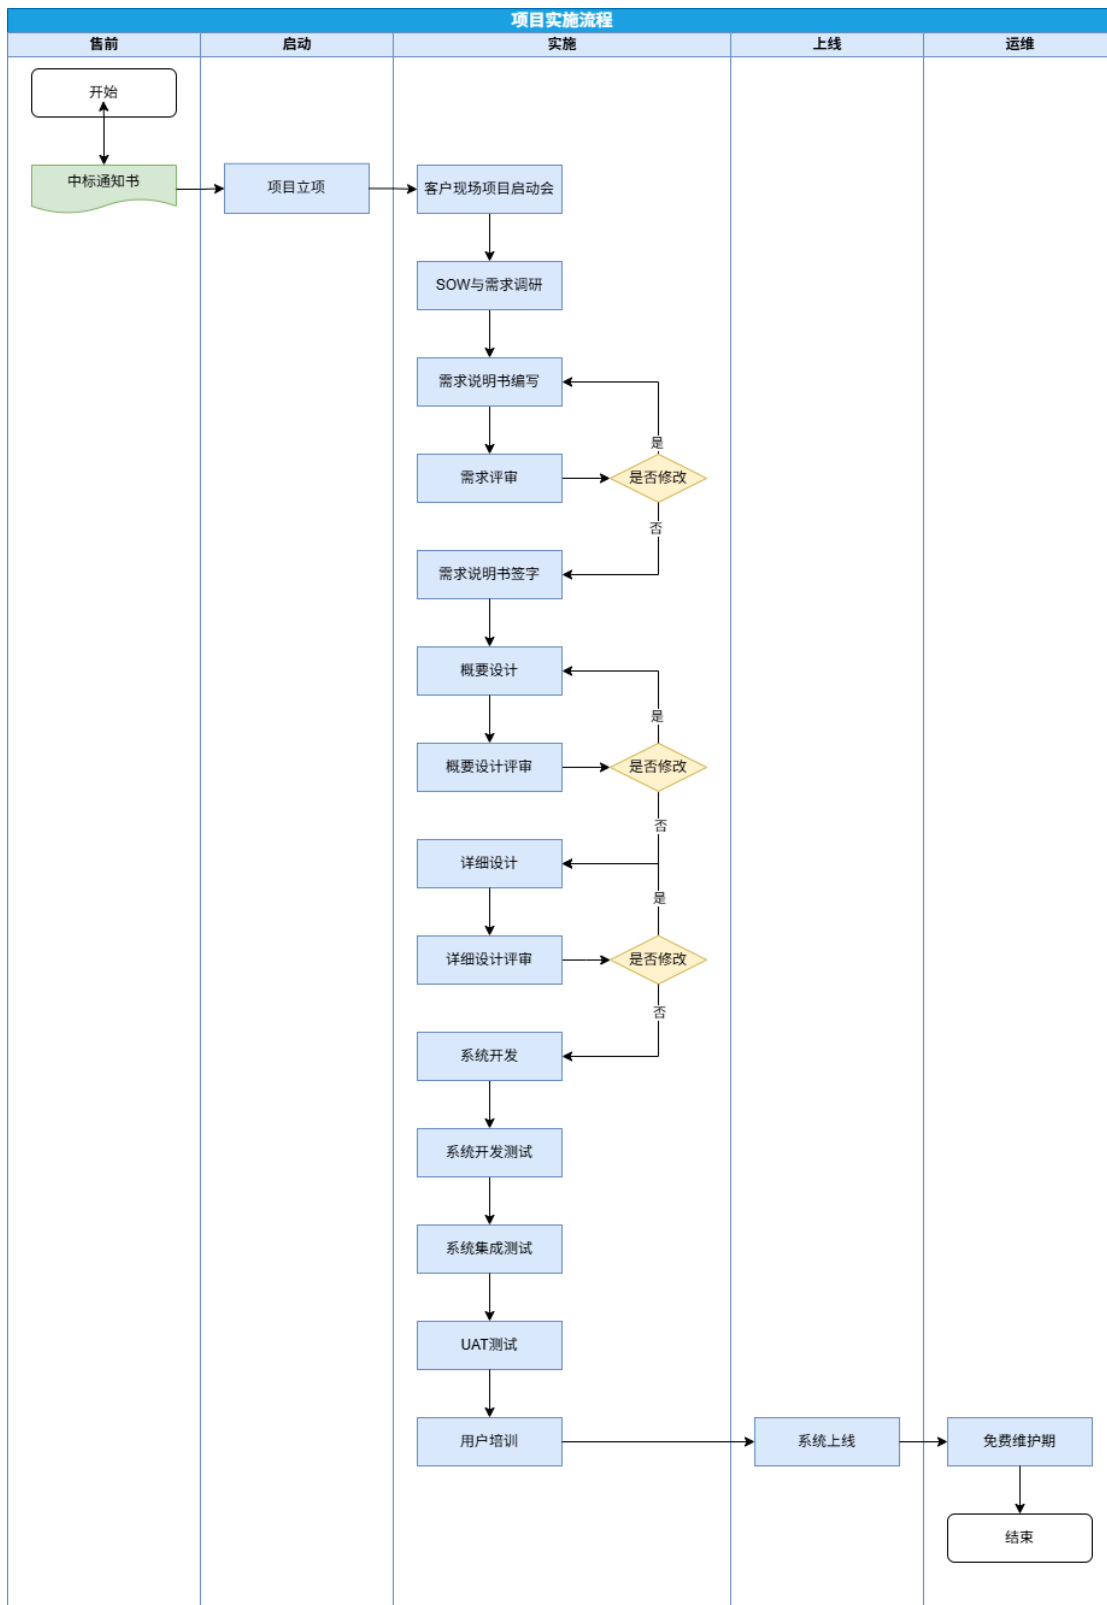 项目实施流程
售前
启动
实施
上线
运维
开始
中标通知书
项目立项
客户现场项目启动会
SOW与需求调研
需求说明书编写
是
需求评审
是否修改
否
需求说明书签字
概要设计
是
概要设计评审
是否修改
否
详细设计
是
详细设计评审
是否修改
否
系统开发
系统开发测试
系统集成测试
UAT测试
用户培训
系统上线
免费维护期
结束